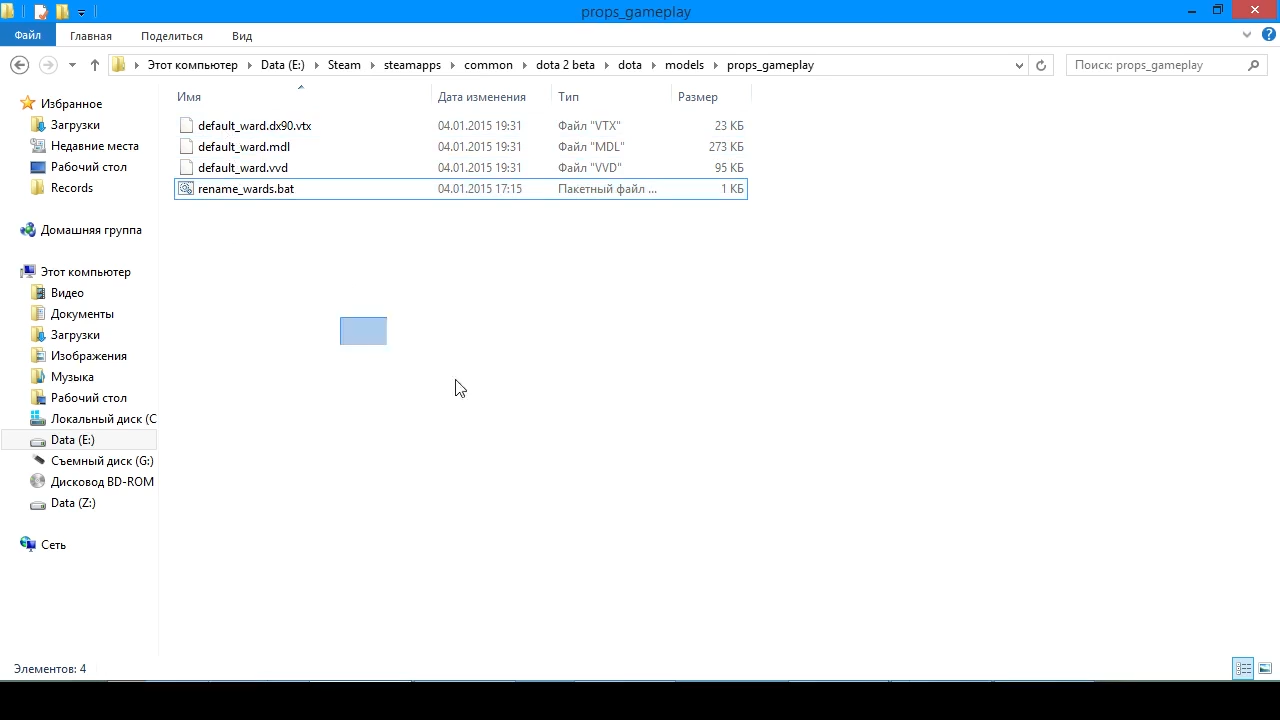 props_gameplay
Файл Главная Поделиться Вид
Этот компьютер Data (E:) Steam steamapps common dota 2 beta dota models props_gameplay Поиск: props_gameplay
Имя Дата изменения Тип Размер
default_ward.dx90.vtx 04.01.2015 19:31 Файл "VTX" 23 КБ
default_ward.mdl 04.01.2015 19:31 Файл "MDL" 273 КБ
default_ward.vvd 04.01.2015 19:31 Файл "VVD" 95 КБ
rename_wards.bat 04.01.2015 17:15 Пакетный файл ... 1 КБ
Избранное
Загрузки
Недавние места
Рабочий стол
Records
Домашняя группа
Этот компьютер
Видео
Документы
Загрузки
Изображения
Музыка
Рабочий стол
Локальный диск (C
Data (E:)
Съемный диск (G:)
Дисковод BD-ROM
Data (Z:)
Сеть
Элементов: 4